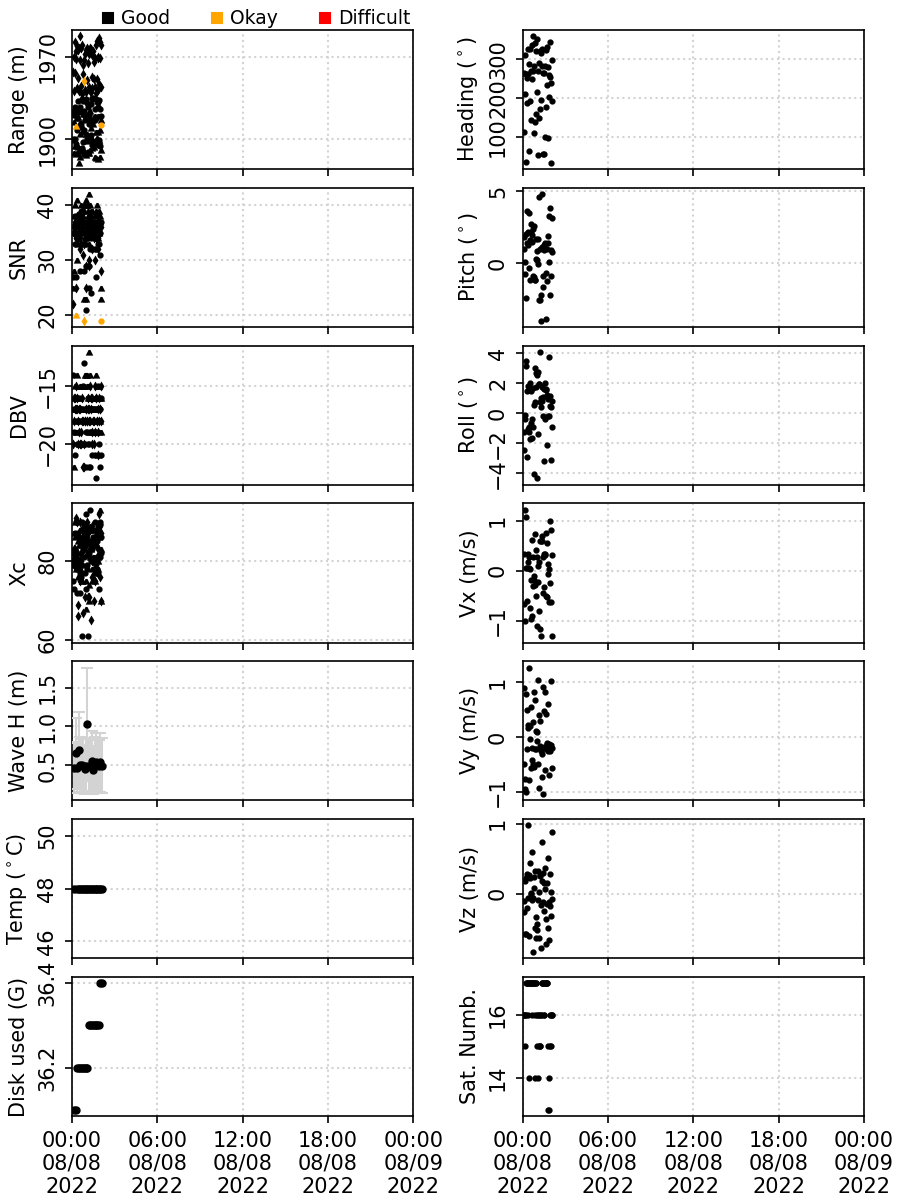 Good Okay Difficult
Range (m)
1970
1900
Heading (°)
300
200
100
SNR
40
30
20
Pitch (°)
5
0
DBV
−15
−20
Roll (°)
4
2
0
−2
−4
Xc
80
60
Vx (m/s)
1
0
−1
Wave H (m)
1.5
1.0
0.5
Vy (m/s)
1
0
−1
Temp (°C)
50
48
46
Vz (m/s)
1
0
Disk used (G)
36.4
36.2
Sat. Numb.
16
14
00:00 06:00 12:00 18:00 00:00
08/08 08/08 08/08 08/08 08/09
2022 2022 2022 2022 2022
00:00 06:00 12:00 18:00 00:00
08/08 08/08 08/08 08/08 08/09
2022 2022 2022 2022 2022